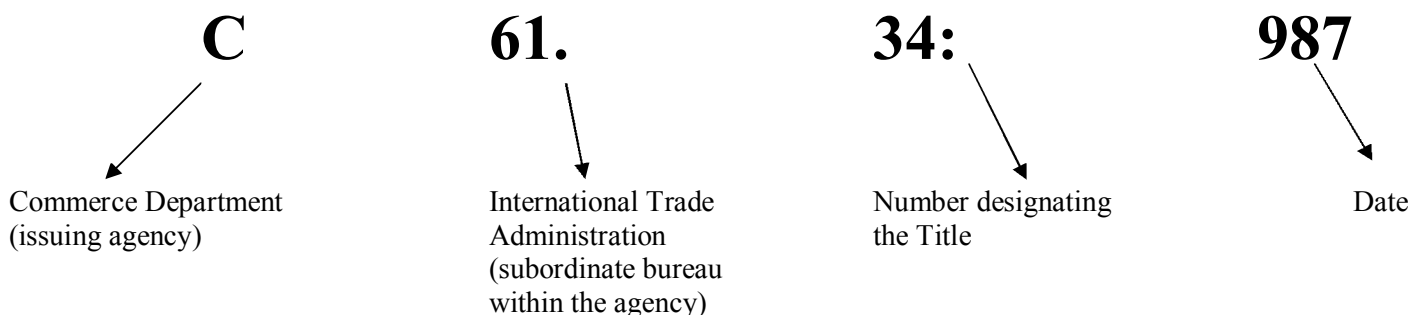 C 61. 34: 987
Commerce Department International Trade Number designating Date
(issuing agency) Administration the Title
(subordinate bureau
within the agency)